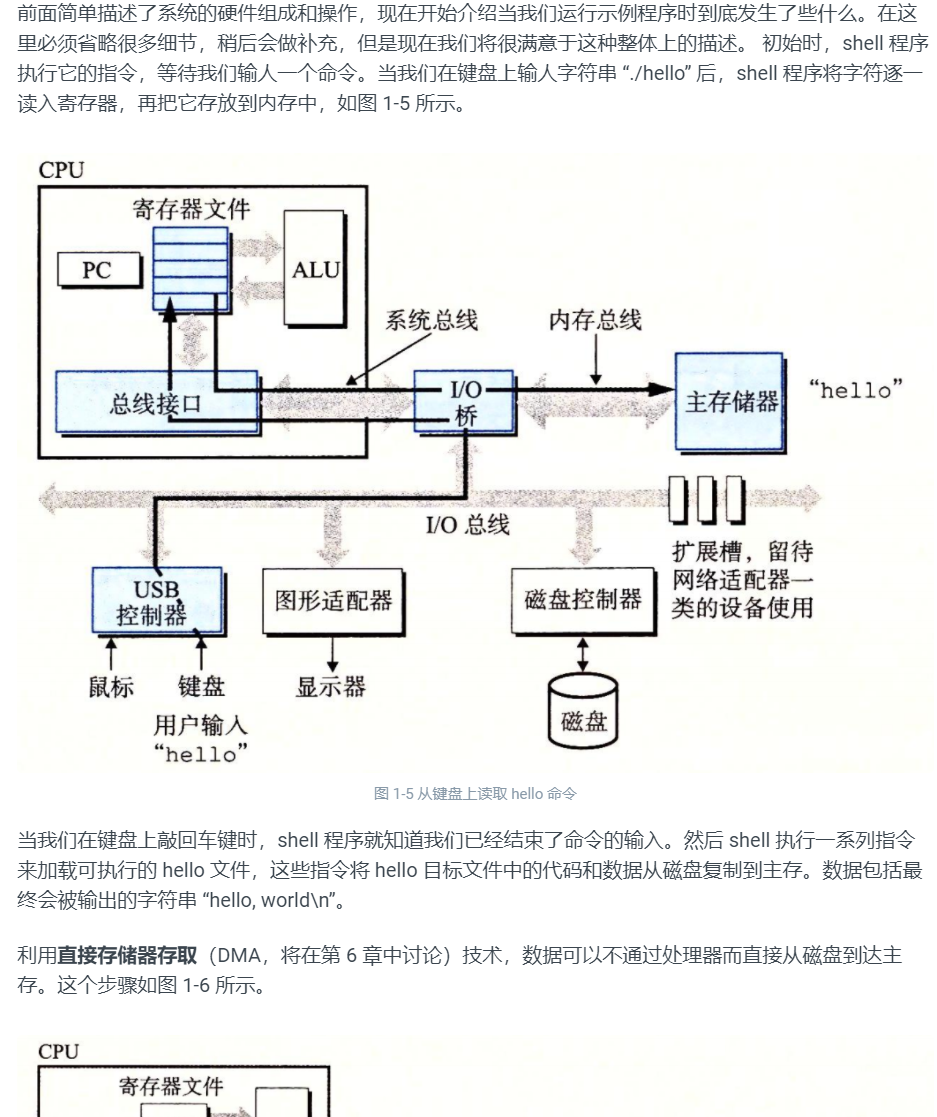 前面简单描述了系统的硬件组成和操作，现在开始介绍当我们运行示例程序时到底发生了些什么。在这
里必须省略很多细节，稍后会做补充，但是现在我们将很满意于这种整体上的描述。 初始时，shell 程序
执行它的指令，等待我们输人一个命令。当我们在键盘上输人字符串 “./hello” 后，shell 程序将字符逐一
读入寄存器，再把它存放到内存中，如图 1-5 所示。
CPU
寄存器文件
PC
ALU
系统总线
内存总线
总线接口
I/O
桥
主存储器
“hello”
I/O 总线
扩展槽，留待
网络适配器一
类的设备使用
USB
控制器
图形适配器
磁盘控制器
鼠标
键盘
显示器
磁盘
用户输入
“hello”
图 1-5 从键盘上读取 hello 命令
当我们在键盘上敲回车键时，shell 程序就知道我们已经结束了命令的输入。然后 shell 执行一系列指令
来加载可执行的 hello 文件，这些指令将 hello 目标文件中的代码和数据从磁盘复制到主存。数据包括最
终会被输出的字符串 “hello, world\n”。
利用直接存储器存取（DMA，将在第 6 章中讨论）技术，数据可以不通过处理器而直接从磁盘到达主
存。这个步骤如图 1-6 所示。
CPU
寄存器文件